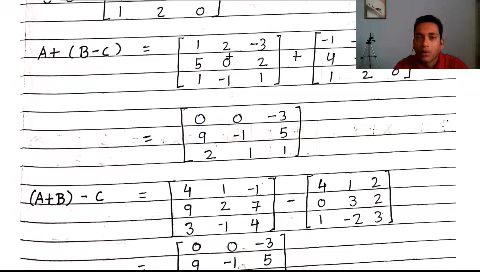 1 2 0
A + (B-C) = [ 1 2 -3 ] + [ -1
5 0 2 4
1 -1 1 1 2 0 ]
= [ 0 0 -3 ]
9 -1 5
2 1 1
(A+B) - C = [ 4 1 -1 ] - [ 4 1 2 ]
9 2 7 0 3 2
3 -1 4 1 -2 3
= [ 0 0 -3 ]
9 -1 5